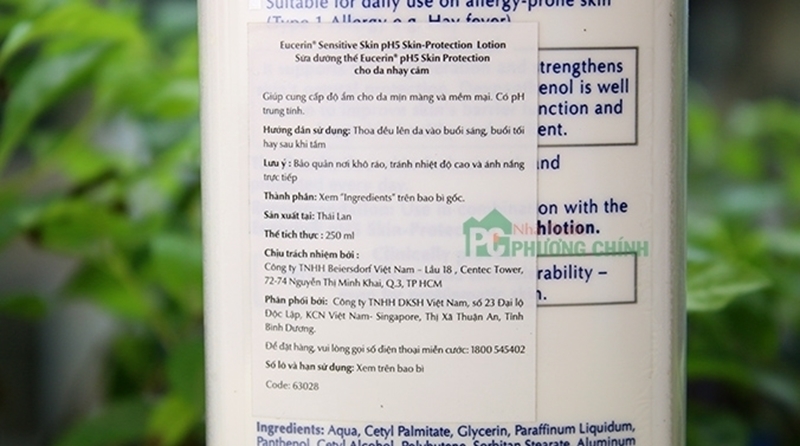 Suitable for daily use on allergy-prone skin
(Type 1 Allergy e.g. Hay fever)
Eucerin® Sensitive Skin pH5 Skin-Protection Lotion
Sữa dưỡng thể Eucerin® pH5 Skin Protection
cho da nhạy cảm
Giúp cung cấp độ ẩm cho da mịn màng và mềm mại. Có pH
trung tính.
Hướng dẫn sử dụng: Thoa đều lên da vào buổi sáng, buổi tối
hay sau khi tắm
Lưu ý : Bảo quản nơi khô ráo, tránh nhiệt độ cao và ánh nắng
trực tiếp
Thành phần: Xem "Ingredients" trên bao bì gốc.
Sản xuất tại: Thái Lan
Thể tích thực : 250 ml
Chịu trách nhiệm bởi :
Công ty TNHH Beiersdorf Việt Nam – Lầu 18 , Centec Tower,
72-74 Nguyễn Thị Minh Khai, Q.3, TP HCM
Phân phối bởi: Công ty TNHH DKSH Việt Nam, số 23 Đại lộ
Độc Lập, KCN Việt Nam- Singapore, Thị Xã Thuận An, Tỉnh
Bình Dương.
Để đặt hàng, vui lòng gọi số điện thoại miễn cước: 1800 545402
Số lô và hạn sử dụng: Xem trên bao bì
Code: 63028
trengthens
enol is well
nction and
ent.
nd
on with the
hlotion.
rability –
n.
PC PHƯƠNG CHÍNH
Ingredients: Aqua, Cetyl Palmitate, Glycerin, Paraffinum Liquidum,
Panthenol, Cetyl Alcohol, Polybutene, Sorbitan Stearate, Aluminum